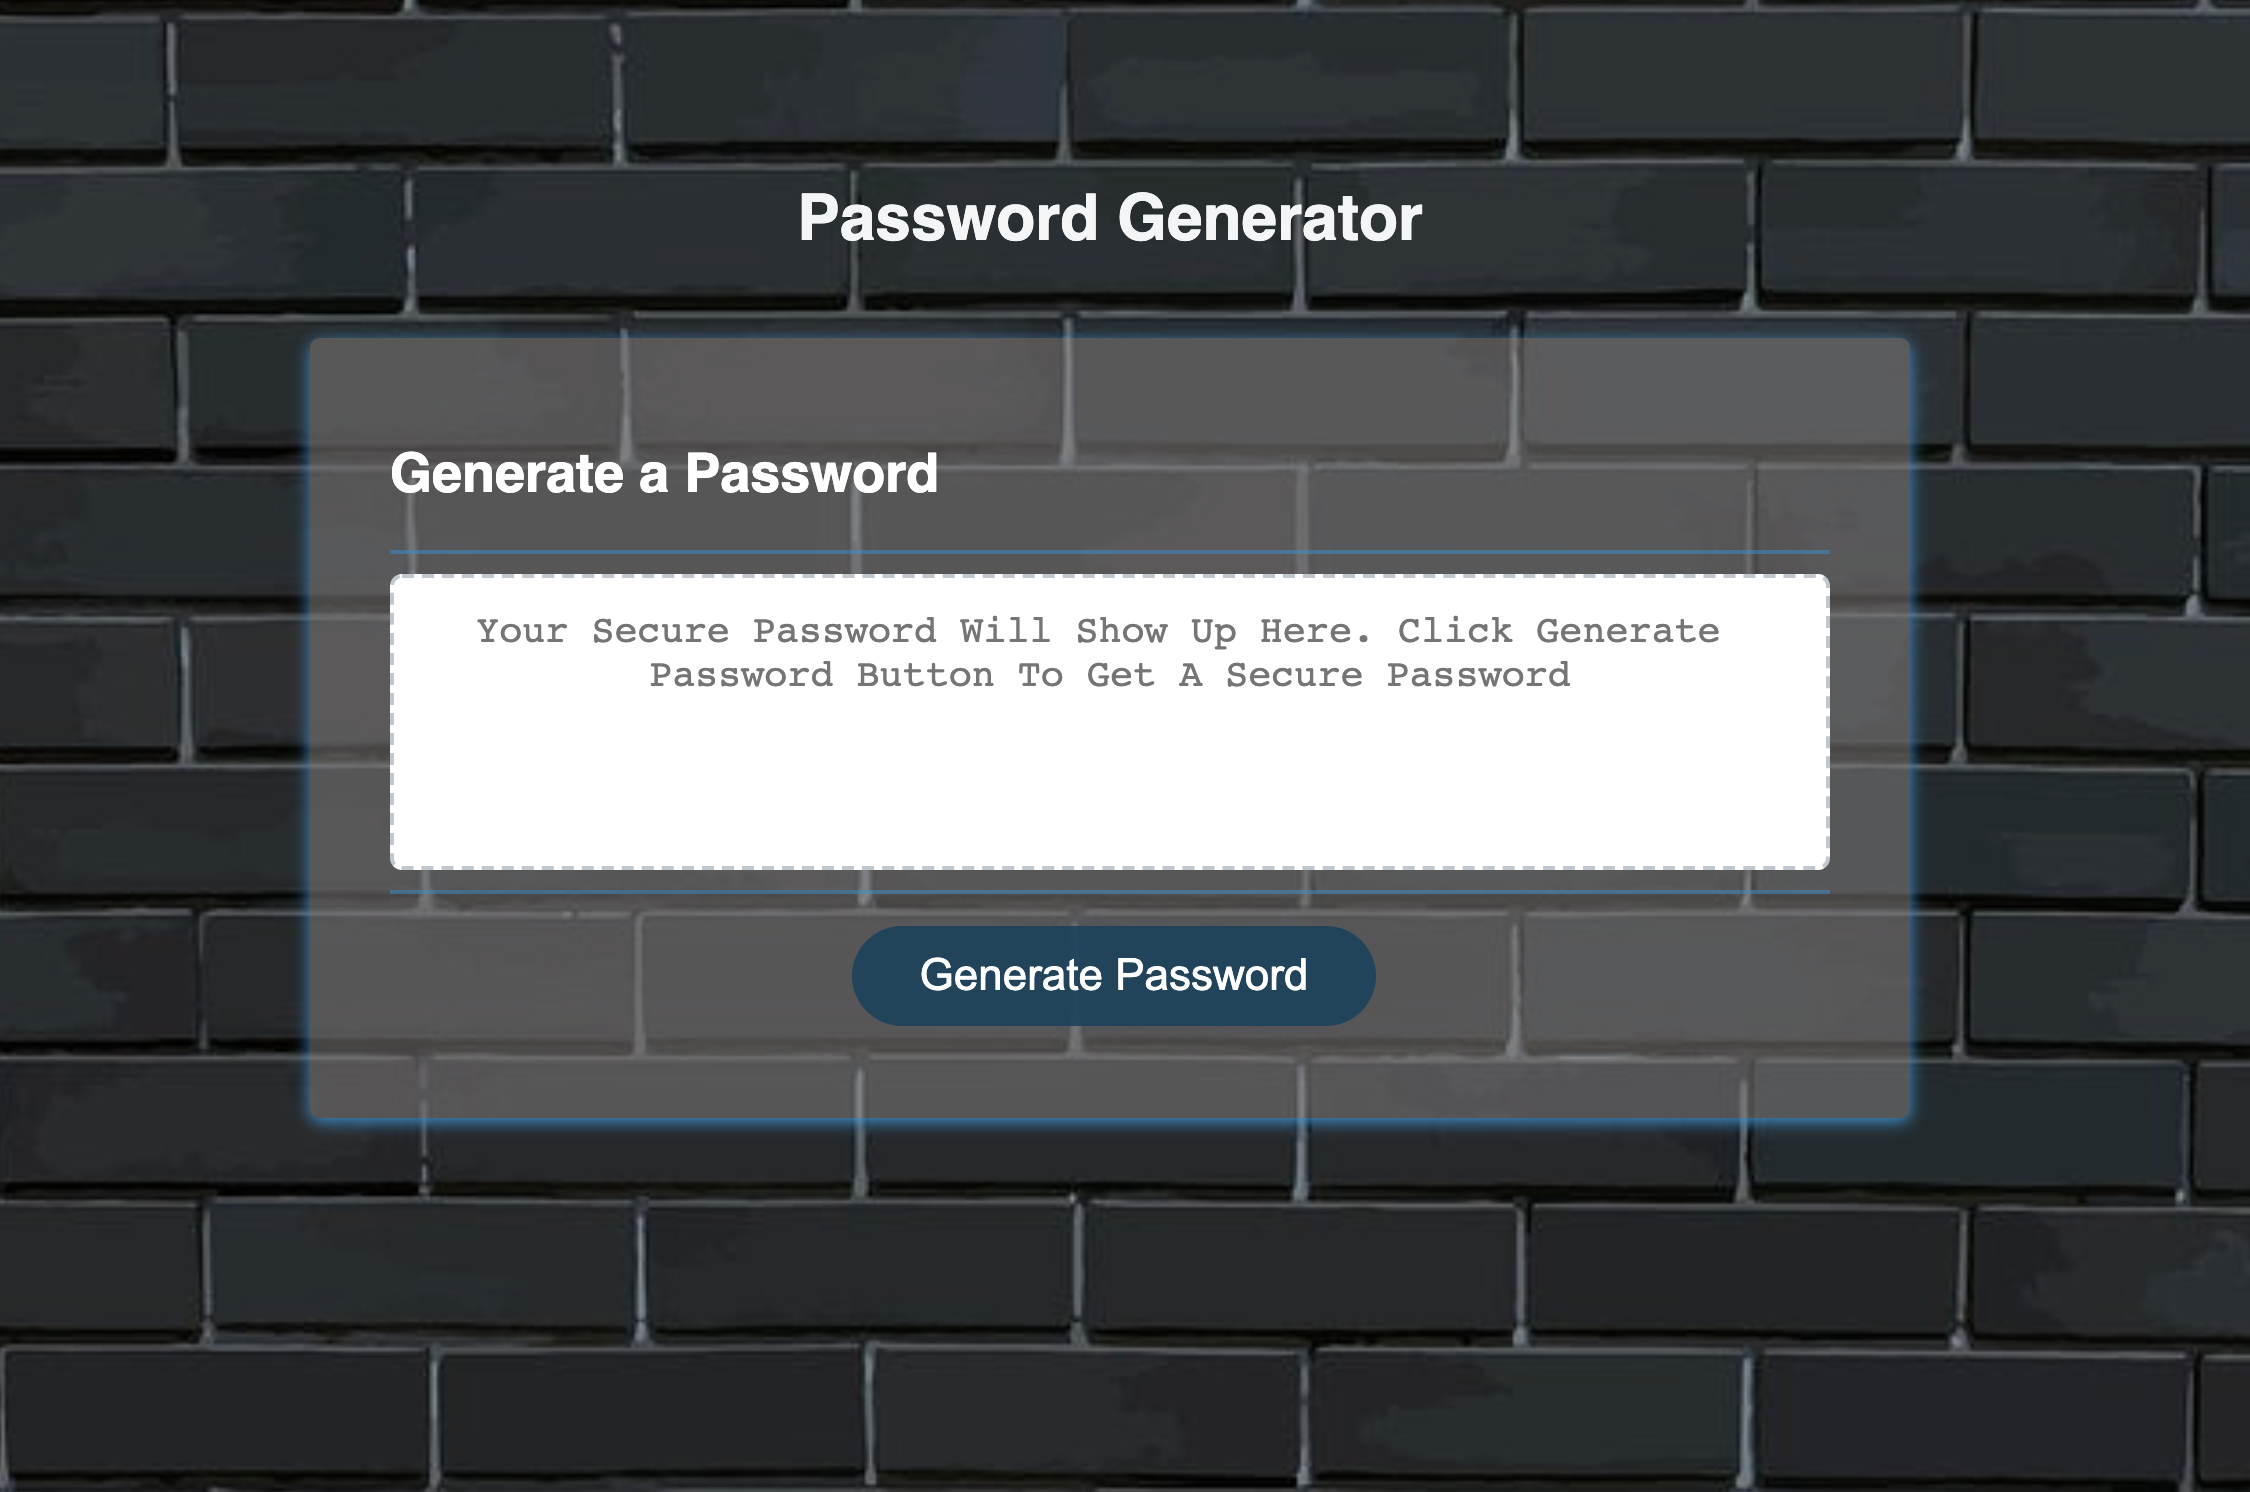 Password Generator
Generate a Password
Your Secure Password Will Show Up Here. Click Generate
Password Button To Get A Secure Password
Generate Password